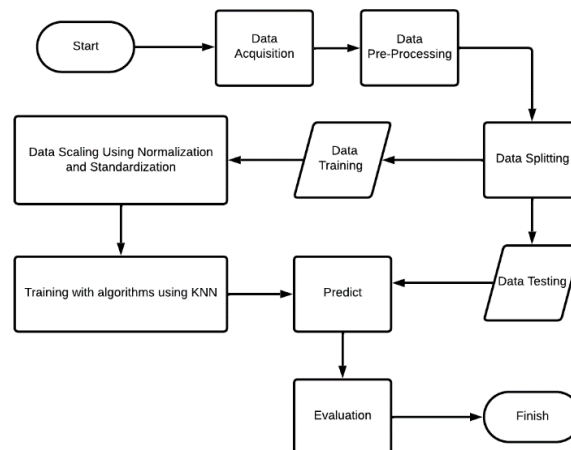 Start
Data
Acquisition
Data
Pre-Processing
Data Scaling Using Normalization
and Standardization
Data
Training
Data Splitting
Training with algorithms using KNN
Predict
Data Testing
Evaluation
Finish